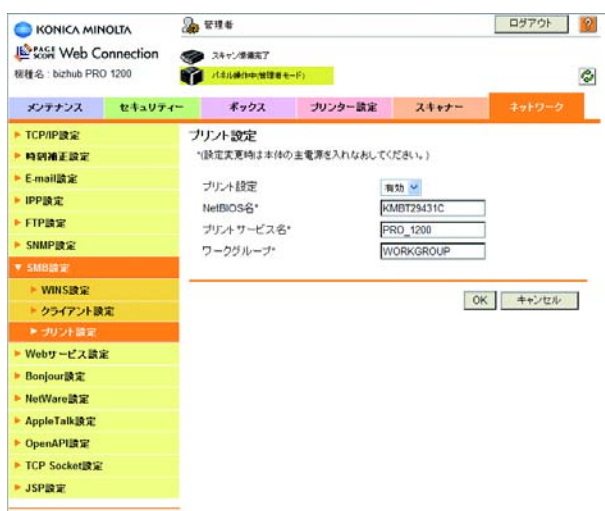 KONICA MINOLTA
管理者
ログアウト
?
PAGE SCOPE Web Connection
スキャン準備完了
機種名 : bizhub PRO 1200
パネル操作中(管理者モード)
メンテナンス
セキュリティー
ボックス
プリンター設定
スキャナー
ネットワーク
TCP/IP設定
時刻補正設定
E-mail設定
IPP設定
FTP設定
SNMP設定
SMB設定
WINS設定
クライアント設定
プリント設定
Webサービス設定
Bonjour設定
NetWare設定
AppleTalk設定
OpenAPI設定
TCP Socket設定
JSP設定
プリント設定
*(設定変更時は本体の主電源を入れなおしてください。)
プリント設定 有効
NetBIOS名* KMBT29431C
プリントサービス名* PRO_1200
ワークグループ* WORKGROUP
OK キャンセル